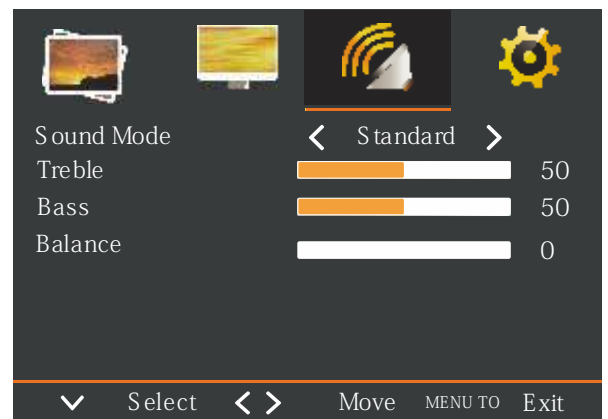 Sound Mode Standard
Treble 50
Bass 50
Balance 0
Select Move MENU TO Exit